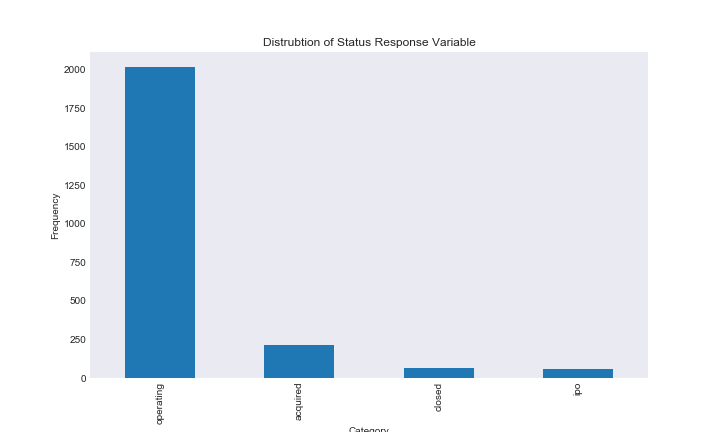 Distrubtion of Status Response Variable
2000
1750
1500
1250
1000
750
500
250
0
Frequency
operating
acquired
closed
ipo
Category